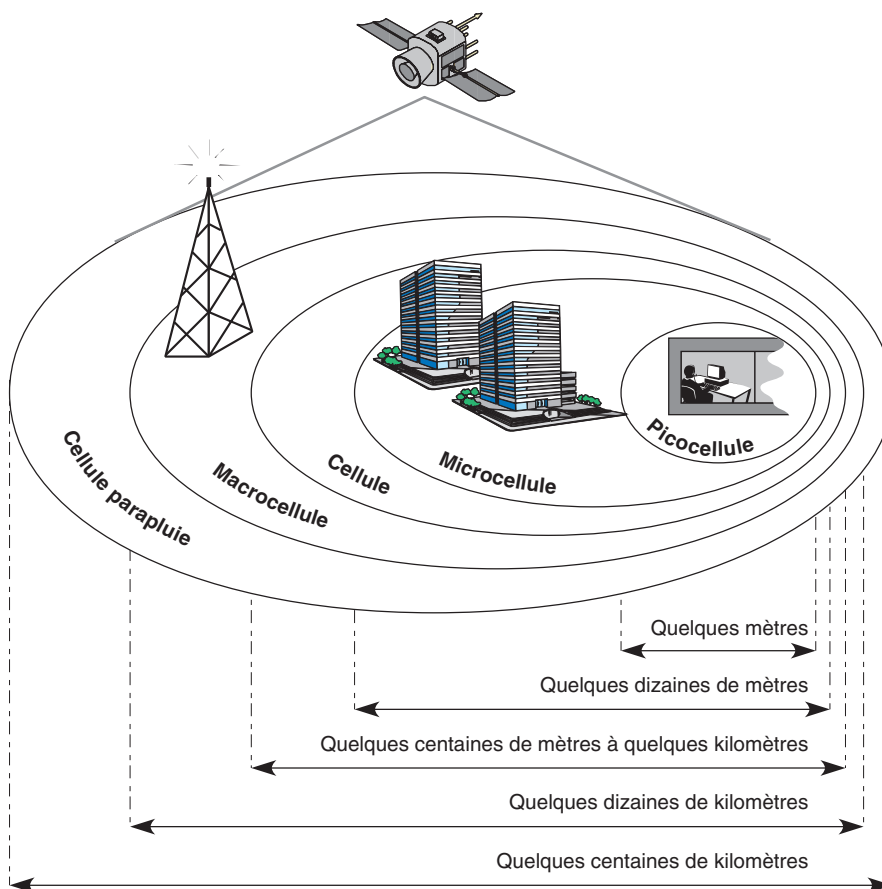 Cellule parapluie
Macrocellule
Cellule
Microcellule
Picocellule
Quelques mètres
Quelques dizaines de mètres
Quelques centaines de mètres à quelques kilomètres
Quelques dizaines de kilomètres
Quelques centaines de kilomètres